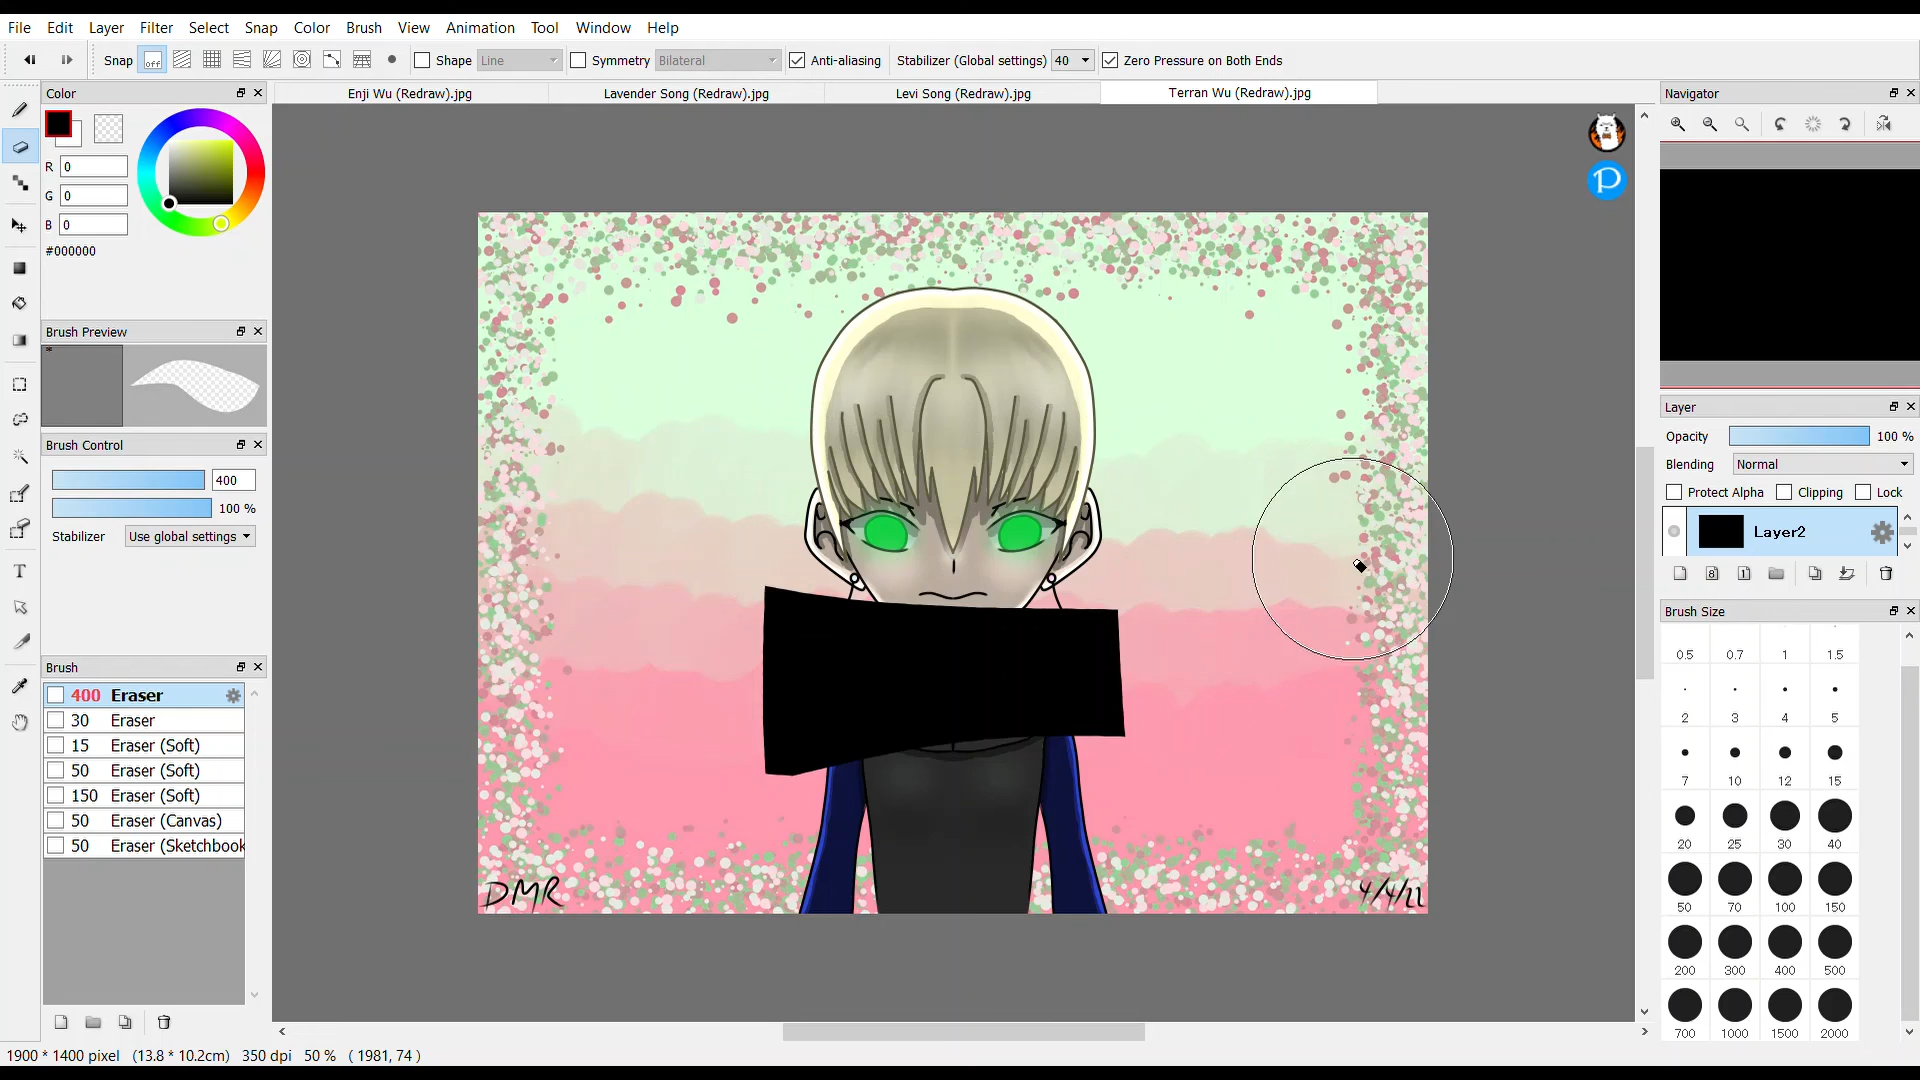 File Edit Layer Filter Select Snap Color Brush View Animation Tool Window Help
Snap off Shape Line Symmetry Bilateral Anti-aliasing Stabilizer (Global settings) 40 Zero Pressure on Both Ends
Color
Enji Wu (Redraw).jpg Lavender Song (Redraw).jpg Levi Song (Redraw).jpg Terran Wu (Redraw).jpg
Navigator
R 0
G 0
B 0
#000000
P
Brush Preview
*
Brush Control
400
100 %
Stabilizer Use global settings
Brush
400 Eraser
30 Eraser
15 Eraser (Soft)
50 Eraser (Soft)
150 Eraser (Soft)
50 Eraser (Canvas)
50 Eraser (Sketchbook
DMR
Layer
Opacity 100 %
Blending Normal
Protect Alpha Clipping Lock
Layer2
8 1
Brush Size
0.5 0.7 1 1.5
2 3 4 5
7 10 12 15
20 25 30 40
50 70 100 150
200 300 400 500
700 1000 1500 2000
1900 * 1400 pixel (13.8 * 10.2cm) 350 dpi 50 % ( 1981, 74 )